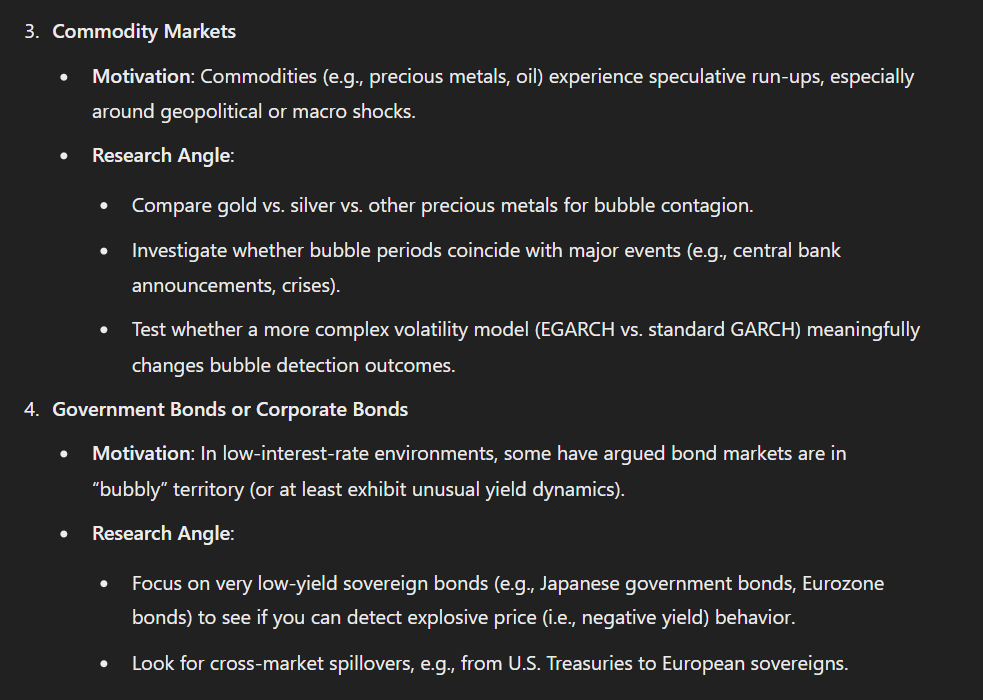 3. Commodity Markets
• Motivation: Commodities (e.g., precious metals, oil) experience speculative run-ups, especially
around geopolitical or macro shocks.
• Research Angle:
• Compare gold vs. silver vs. other precious metals for bubble contagion.
• Investigate whether bubble periods coincide with major events (e.g., central bank
announcements, crises).
• Test whether a more complex volatility model (EGARCH vs. standard GARCH) meaningfully
changes bubble detection outcomes.
4. Government Bonds or Corporate Bonds
• Motivation: In low-interest-rate environments, some have argued bond markets are in
“bubbly” territory (or at least exhibit unusual yield dynamics).
• Research Angle:
• Focus on very low-yield sovereign bonds (e.g., Japanese government bonds, Eurozone
bonds) to see if you can detect explosive price (i.e., negative yield) behavior.
• Look for cross-market spillovers, e.g., from U.S. Treasuries to European sovereigns.